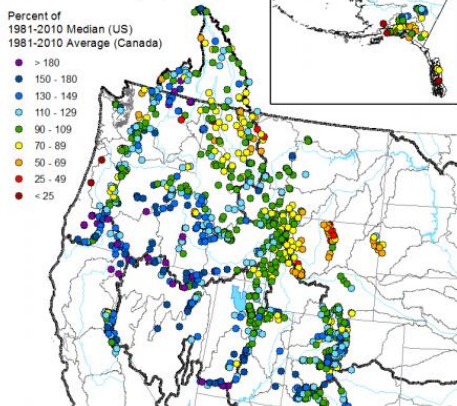 Percent of
1981-2010 Median (US)
1981-2010 Average (Canada)
> 180
150 - 180
130 - 149
110 - 129
90 - 109
70 - 89
50 - 69
25 - 49
< 25